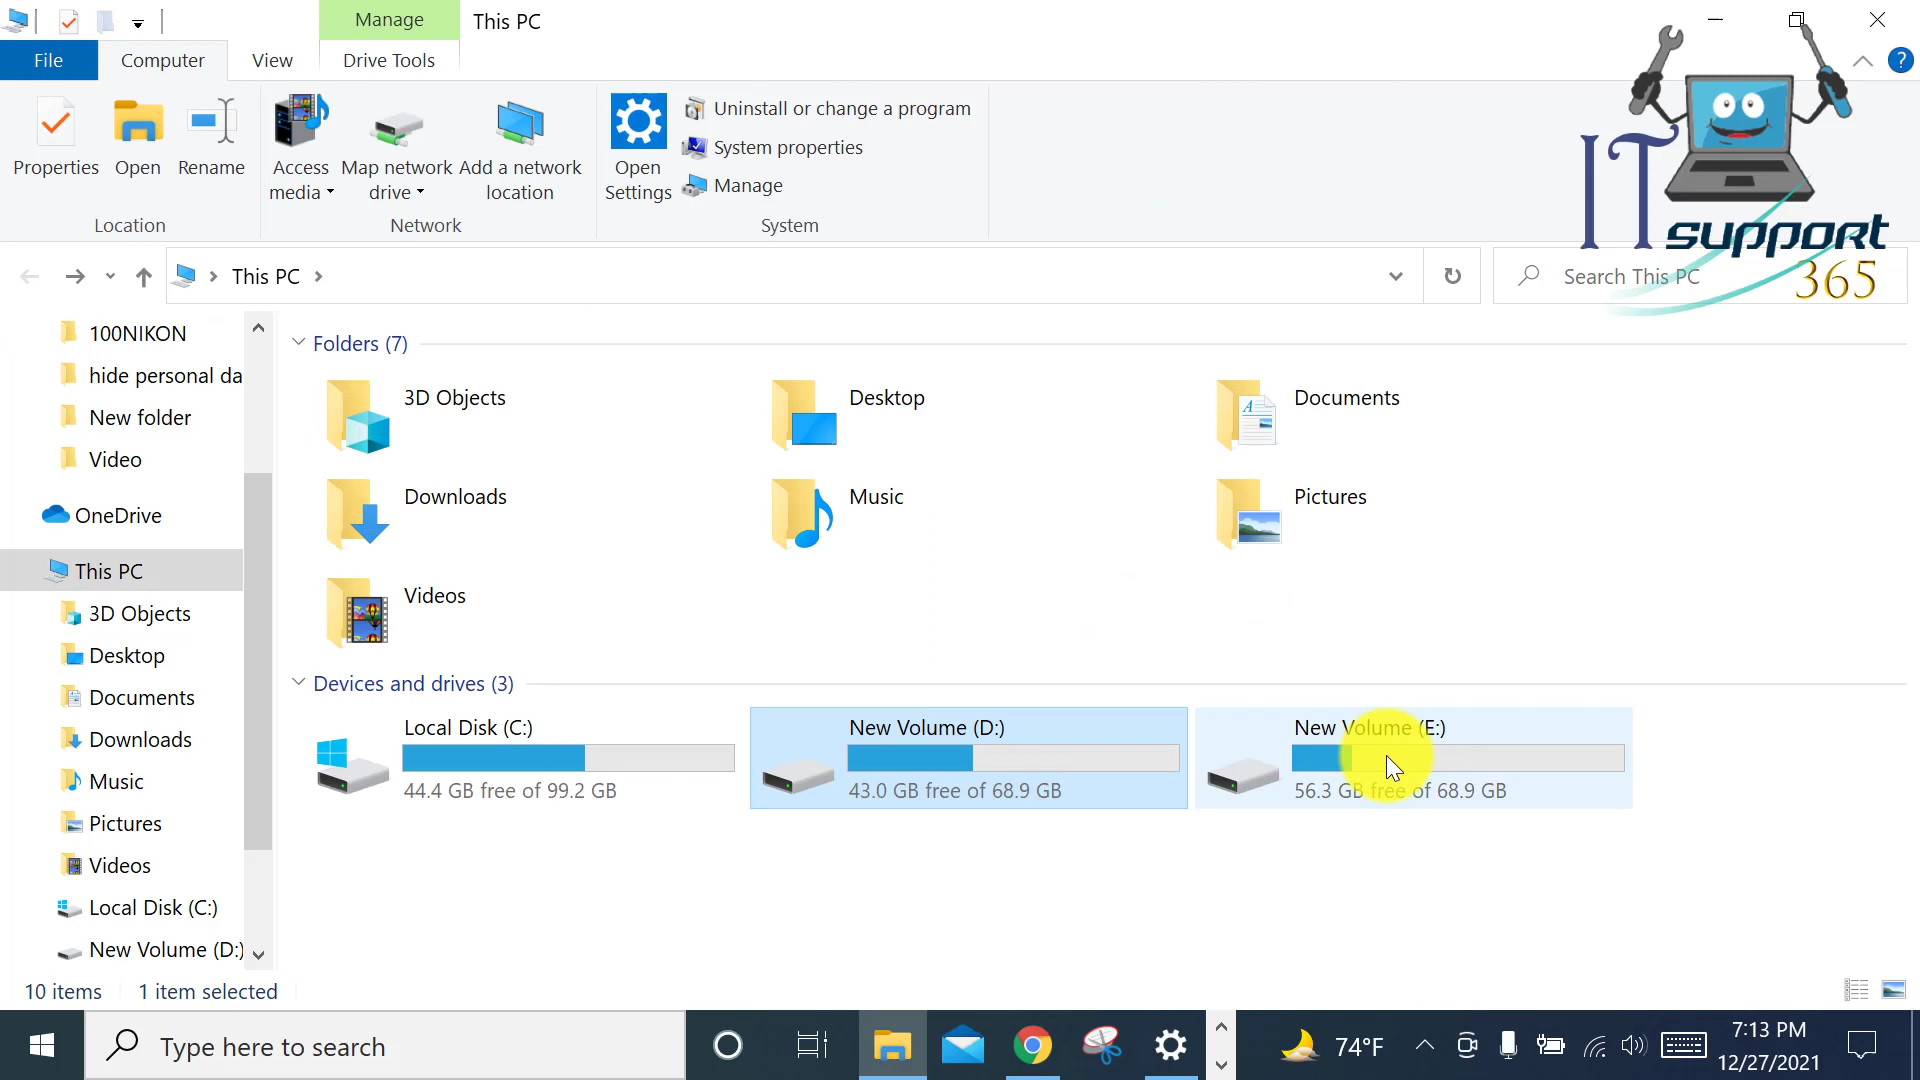 Manage
This PC
File
Computer
View
Drive Tools
Properties
Open
Rename
Access media
Map network drive
Add a network location
Open Settings
Uninstall or change a program
System properties
Manage
Location
Network
System
IT support 365
This PC
Search This PC
100NIKON
hide personal da
New folder
Video
OneDrive
This PC
3D Objects
Desktop
Documents
Downloads
Music
Pictures
Videos
Local Disk (C:)
New Volume (D:)
Folders (7)
3D Objects
Desktop
Documents
Downloads
Music
Pictures
Videos
Devices and drives (3)
Local Disk (C:)
44.4 GB free of 99.2 GB
New Volume (D:)
43.0 GB free of 68.9 GB
New Volume (E:)
56.3 GB free of 68.9 GB
10 items
1 item selected
Type here to search
74°F
7:13 PM
12/27/2021